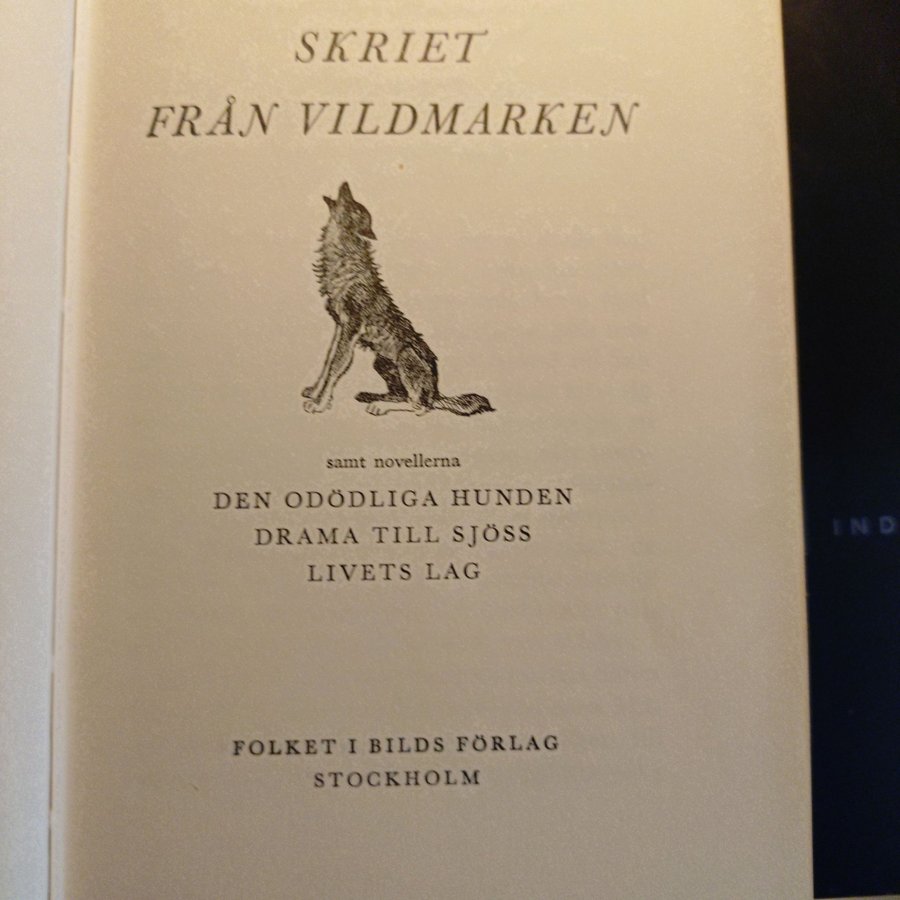 SKRIET
FRÅN VILDMARKEN
samt novellerna
DEN ODÖDLIGA HUNDEN
DRAMA TILL SJÖSS
LIVETS LAG
FOLKET I BILDS FÖRLAG
STOCKHOLM
IND